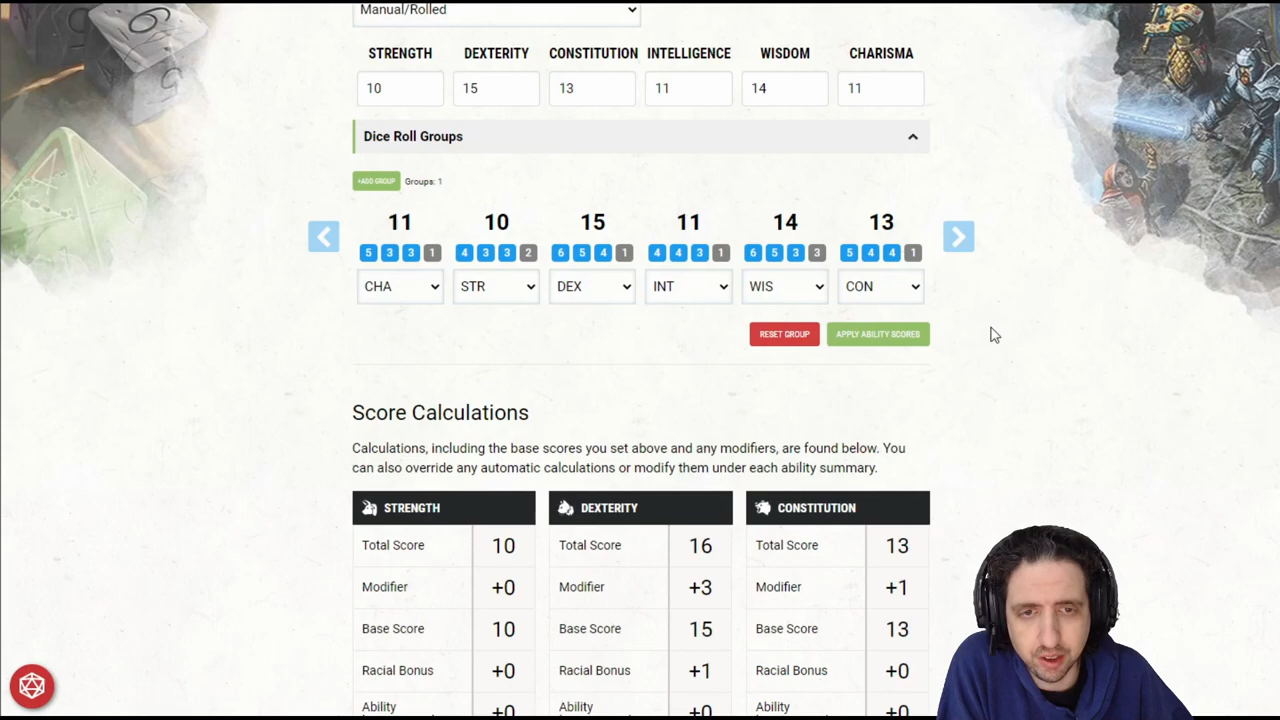 Manual/Rolled
STRENGTH DEXTERITY CONSTITUTION INTELLIGENCE WISDOM CHARISMA
10 15 13 11 14 11
Dice Roll Groups
+ADD GROUP Groups: 1
11 10 15 11 14 13
5 3 3 1 4 3 3 2 6 5 4 1 4 4 3 1 6 5 3 3 5 4 4 1
CHA STR DEX INT WIS CON
RESET GROUP APPLY ABILITY SCORES
Score Calculations
Calculations, including the base scores you set above and any modifiers, are found below. You
can also override any automatic calculations or modify them under each ability summary.
STRENGTH DEXTERITY CONSTITUTION
Total Score 10 Total Score 16 Total Score 13
Modifier +0 Modifier +3 Modifier +1
Base Score 10 Base Score 15 Base Score 13
Racial Bonus +0 Racial Bonus +1 Racial Bonus +0
Ability +0 Ability +0 Ability +0